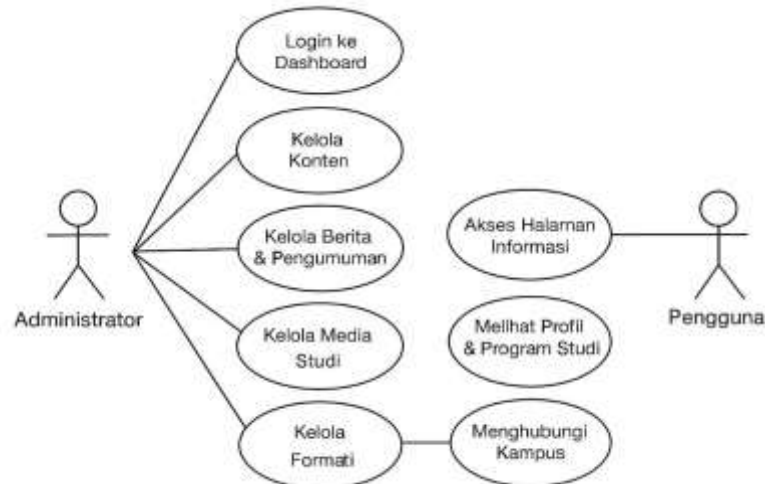 Login ke
Dashboard
Kelola
Konten
Kelola Berita
& Pengumuman
Akses Halaman
Informasi
Administrator
Pengguna
Kelola Media
Studi
Melihat Profil
& Program Studi
Kelola
Formati
Menghubungi
Kampus